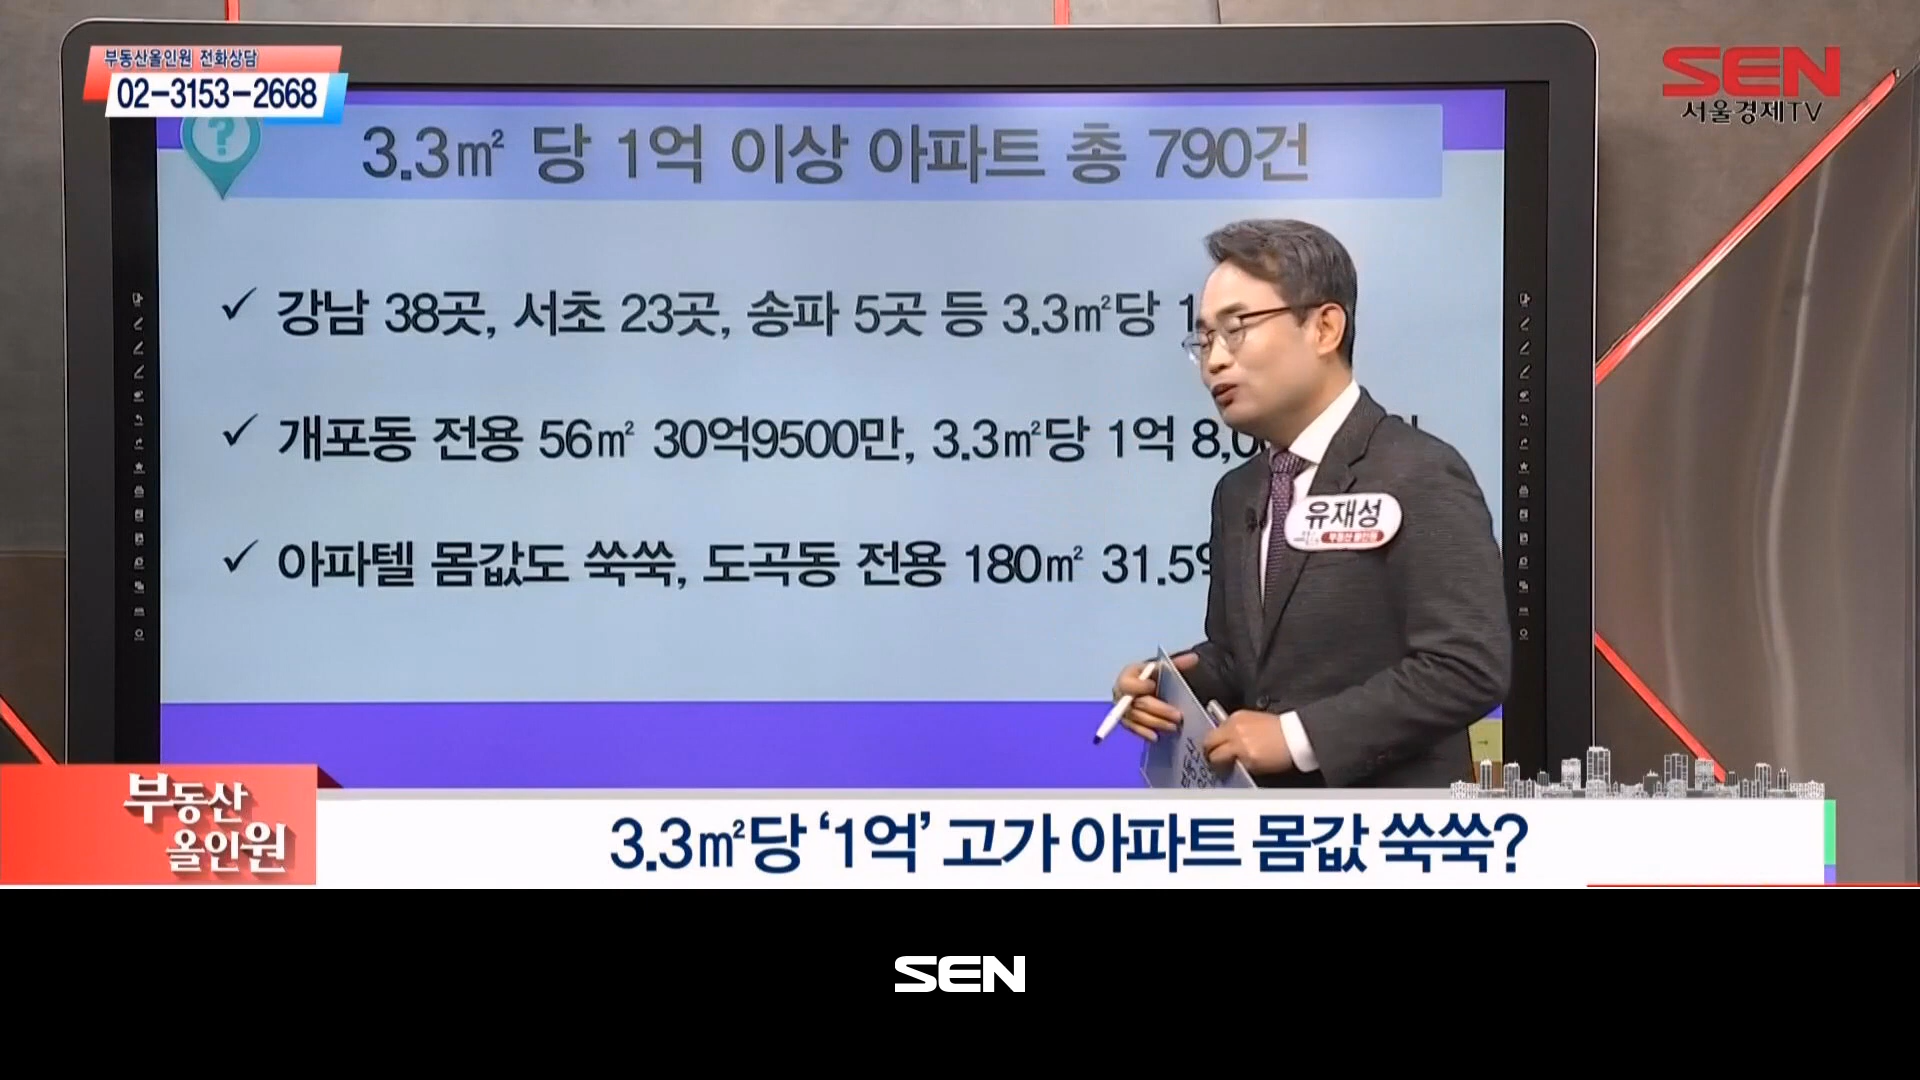 부동산올인원 전화상담
02-3153-2668
SEN
서울경제TV
?
3.3㎡ 당 1억 이상 아파트 총 790건
✓ 강남 38곳, 서초 23곳, 송파 5곳 등 3.3㎡당
✓ 개포동 전용 56㎡ 30억9500만, 3.3㎡당 1억
✓ 아파텔 몸값도 쑥쑥, 도곡동 전용 180㎡
유재성
부동산 올인원
부동산
올인원
3.3㎡당 ‘1억’ 고가 아파트 몸값 쑥쑥?
SEN